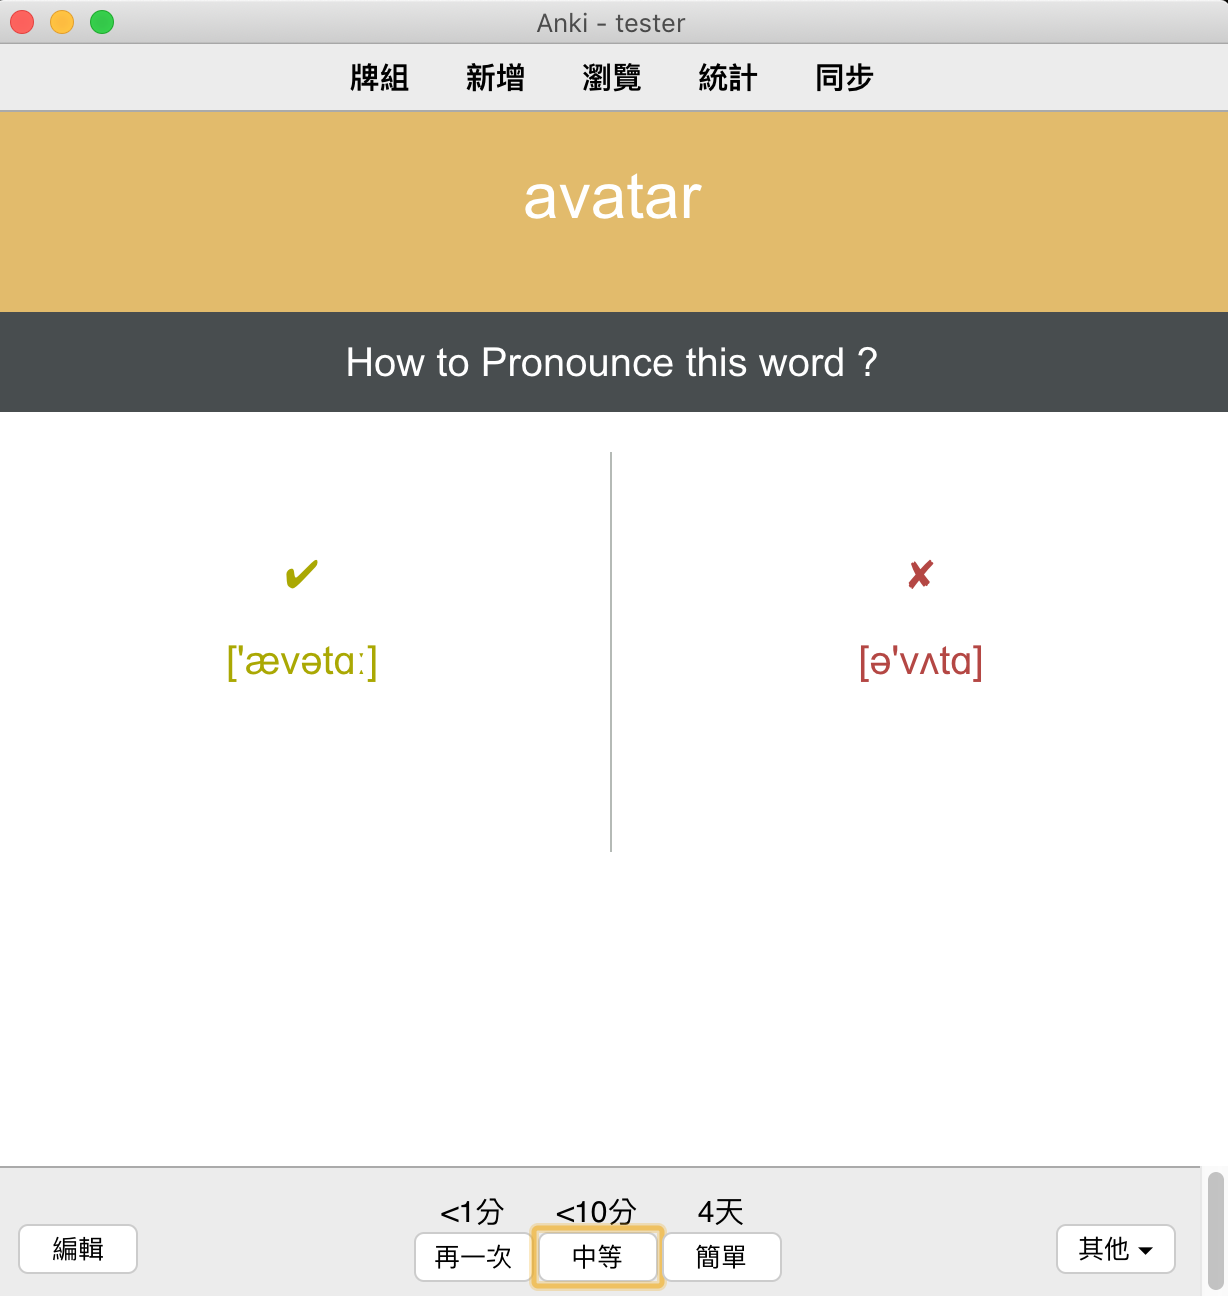 Anki - tester
牌組 新增 瀏覽 統計 同步
avatar
How to Pronounce this word ?
✔ ✘
['ævətɑː] [ə'vʌtɑ]
<1分 <10分 4天
編輯 再一次 中等 簡單 其他